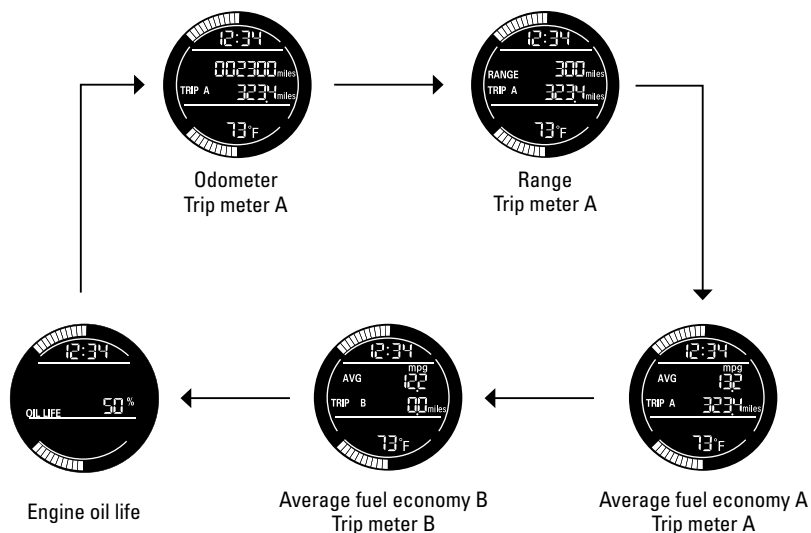 12:34
002300 miles
TRIP A 323.4 miles
73°F
Odometer
Trip meter A
12:34
RANGE 300 miles
TRIP A 323.4 miles
73°F
Range
Trip meter A
12:34
OIL LIFE 50 %
Engine oil life
12:34
mpg
AVG 12.2
TRIP B 0.0 miles
73°F
Average fuel economy B
Trip meter B
12:34
mpg
AVG 13.2
TRIP A 323.4 miles
73°F
Average fuel economy A
Trip meter A